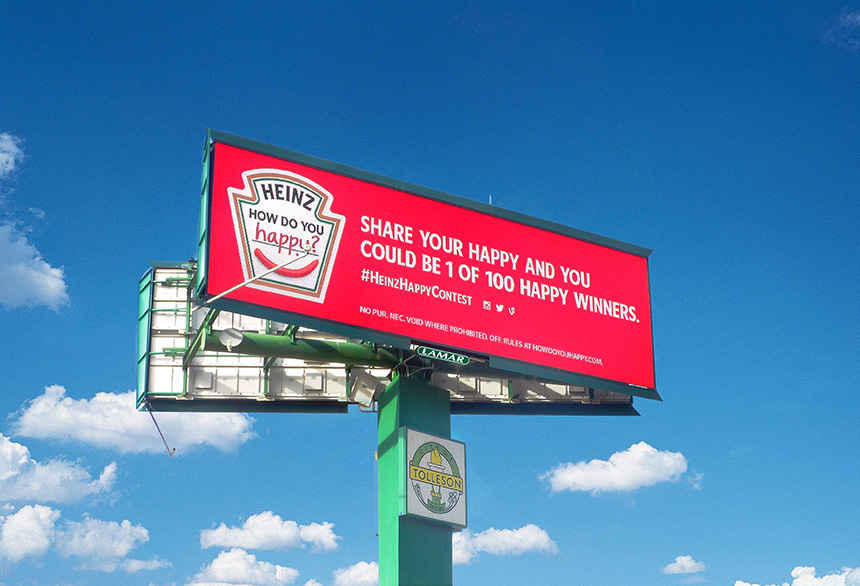 HEINZ
HOW DO YOU
happy?
SHARE YOUR HAPPY AND YOU
COULD BE 1 OF 100 HAPPY WINNERS.
#HEINZHAPPYCONTEST
NO PUR. NEC. VOID WHERE PROHIBITED. OFF. RULES AT HOWDOYOUHAPPY.COM.
LAMAR
TOLLESON